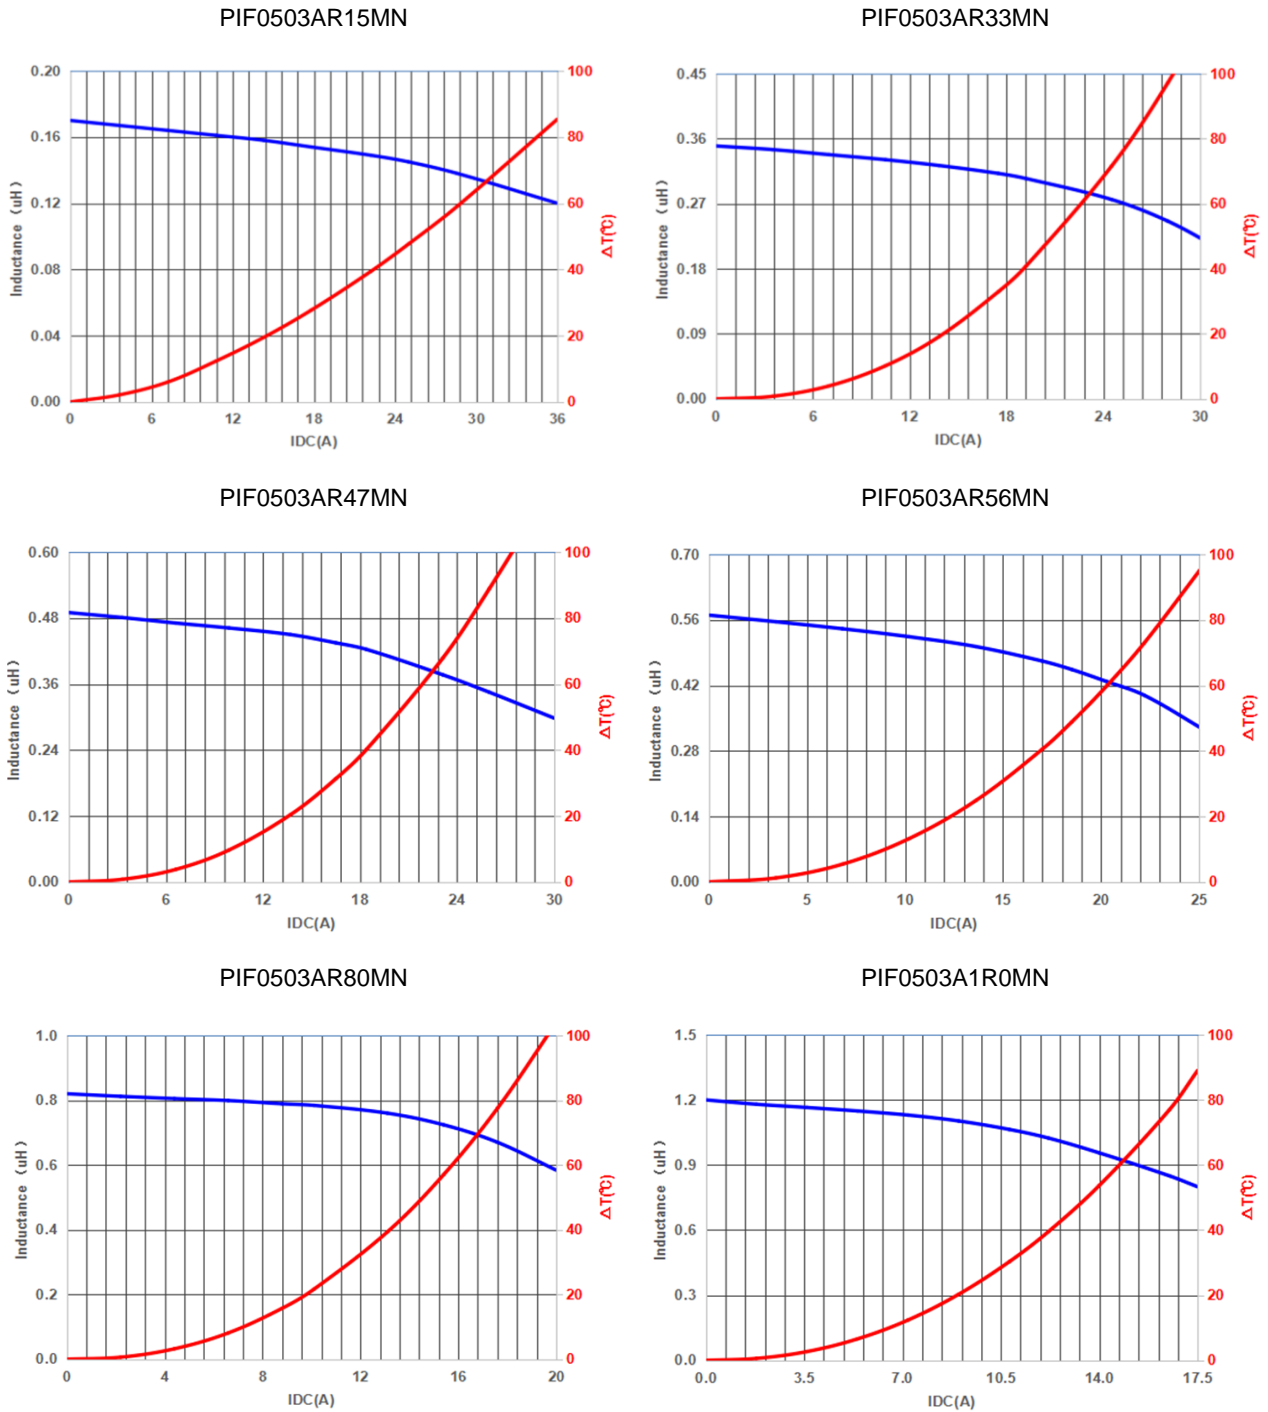 PIF0503AR15MN
0.20
0.16
0.12
0.08
0.04
0.00
Inductance (uH)
100
80
60
40
20
0
ΔT(℃)
0 6 12 18 24 30 36
IDC(A)
PIF0503AR33MN
0.45
0.36
0.27
0.18
0.09
0.00
Inductance (uH)
100
80
60
40
20
0
ΔT(℃)
0 6 12 18 24 30
IDC(A)
PIF0503AR47MN
0.60
0.48
0.36
0.24
0.12
0.00
Inductance (uH)
100
80
60
40
20
0
ΔT(℃)
0 6 12 18 24 30
IDC(A)
PIF0503AR56MN
0.70
0.56
0.42
0.28
0.14
0.00
Inductance (uH)
100
80
60
40
20
0
ΔT(℃)
0 5 10 15 20 25
IDC(A)
PIF0503AR80MN
1.0
0.8
0.6
0.4
0.2
0.0
Inductance (uH)
100
80
60
40
20
0
ΔT(℃)
0 4 8 12 16 20
IDC(A)
PIF0503A1R0MN
1.5
1.2
0.9
0.6
0.3
0.0
Inductance (uH)
100
80
60
40
20
0
ΔT(℃)
0.0 3.5 7.0 10.5 14.0 17.5
IDC(A)